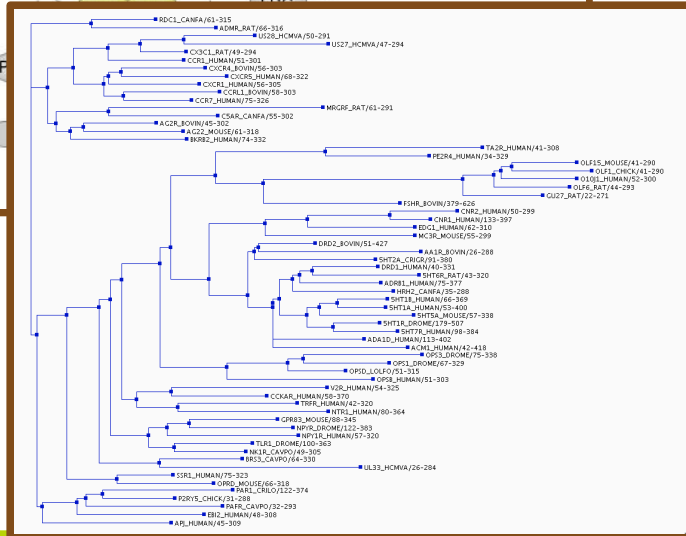 RDC1_CANFA/61-315
ADMR_RAT/66-316
US28_HCMVA/50-291
US27_HCMVA/47-294
CX3C1_RAT/49-294
CCR1_HUMAN/51-301
CXCR4_BOVIN/56-303
CXCR5_HUMAN/68-322
CXCR1_HUMAN/56-305
CCRL1_BOVIN/58-303
CCR7_HUMAN/75-326
MRGRF_RAT/61-291
C5AR_CANFA/55-302
AG2R_BOVIN/45-302
AG22_MOUSE/61-318
BKRB2_HUMAN/74-332
TA2R_HUMAN/41-308
PE2R4_HUMAN/34-329
OLF15_MOUSE/41-290
OLF1_CHICK/41-290
O10J1_HUMAN/52-300
OLF6_RAT/44-293
GU27_RAT/22-271
FSHR_BOVIN/379-626
CNR2_HUMAN/50-299
CNR1_HUMAN/133-397
EDG1_HUMAN/62-310
MC3R_MOUSE/55-299
DRD2_BOVIN/51-427
AA1R_BOVIN/26-288
5HT2A_CRIGR/91-380
DRD1_HUMAN/40-331
5HT6R_RAT/43-320
ADRB1_HUMAN/75-377
HRH2_CANFA/35-288
5HT1B_HUMAN/66-369
5HT1A_HUMAN/53-400
5HT5A_MOUSE/57-338
5HT1R_DROME/179-507
5HT7R_HUMAN/98-384
ADA1D_HUMAN/113-402
ACM1_HUMAN/42-418
OPS3_DROME/75-338
OPS1_DROME/67-329
OPSD_LOLFO/51-315
OPSB_HUMAN/51-303
V2R_HUMAN/54-325
CCKAR_HUMAN/58-370
TRFR_HUMAN/42-320
NTR1_HUMAN/80-364
GPR83_MOUSE/88-345
NPYR_DROME/122-383
NPY1R_HUMAN/57-320
TLR1_DROME/100-363
NK1R_CAVPO/49-305
BRS3_CAVPO/64-330
UL33_HCMVA/26-284
SSR1_HUMAN/75-323
OPRD_MOUSE/66-318
PAR1_CRILO/122-374
P2RY5_CHICK/31-288
PAFR_CAVPO/32-293
EBI2_HUMAN/48-308
APJ_HUMAN/45-309